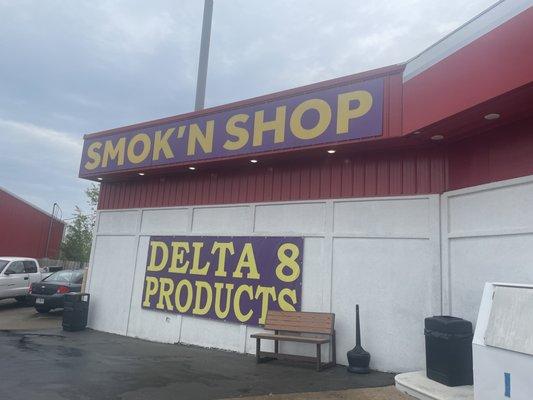 SMOK'N SHOP
DELTA 8
PRODUCTS